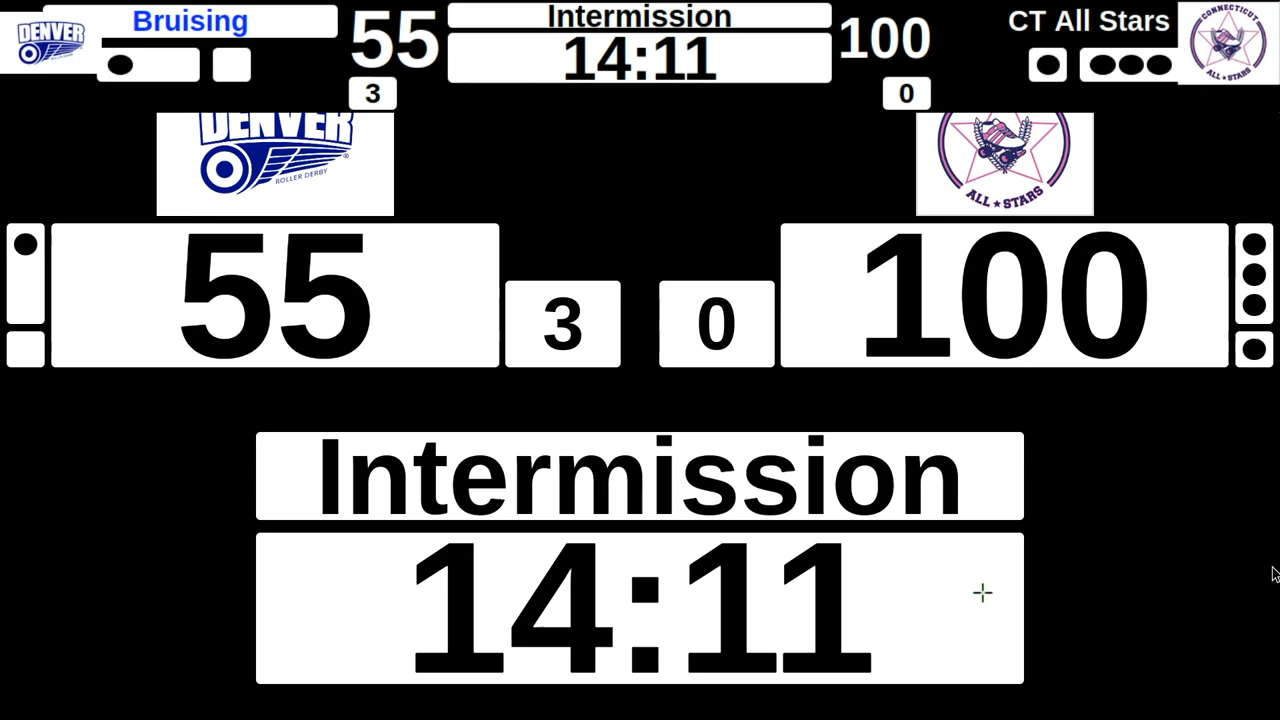 DENVER
Bruising
55
Intermission
14:11
100
CT All Stars
CONNECTICUT
ALL ★ STARS
3
0
DENVER
ROLLER DERBY
ALL ★ STARS
55
3
0
100
Intermission
14:11